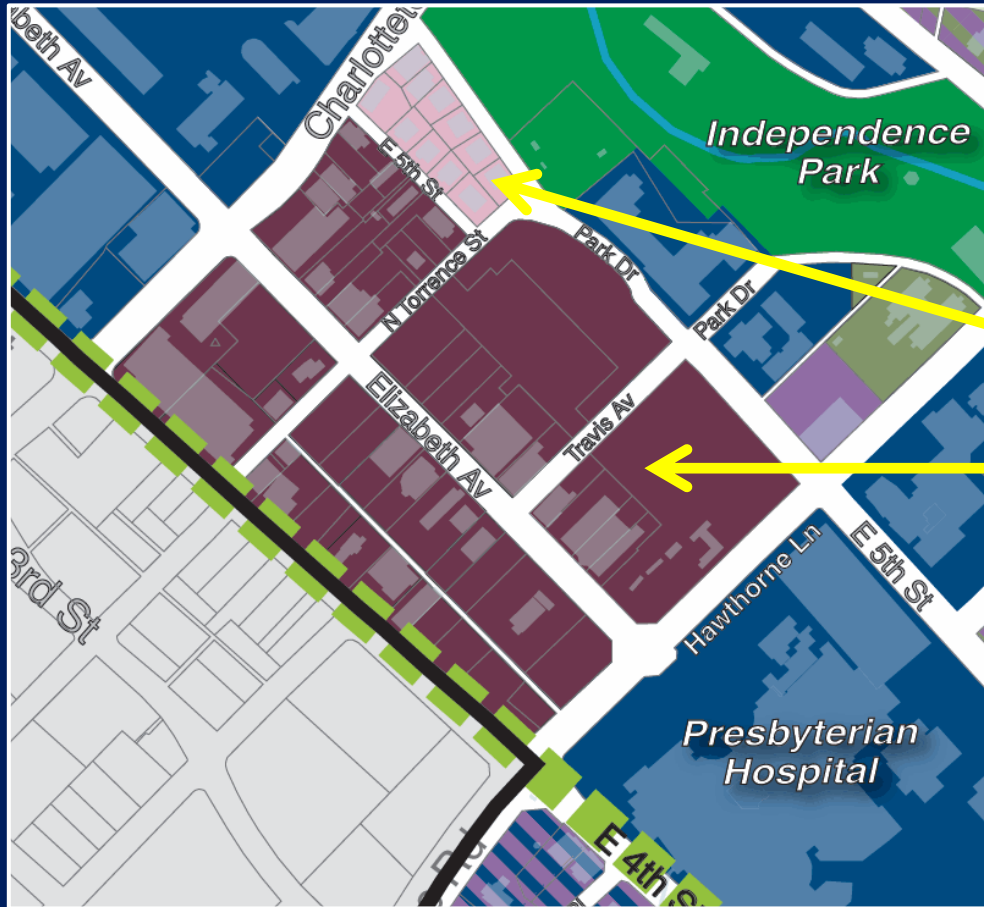 Charlotte
E 5th St
Independence
Park
Park Dr
N Torrence St
Park Dr
Elizabeth Av
Travis Av
E 5th St
Hawthorne Ln
3rd St
Presbyterian
Hospital
E 4th